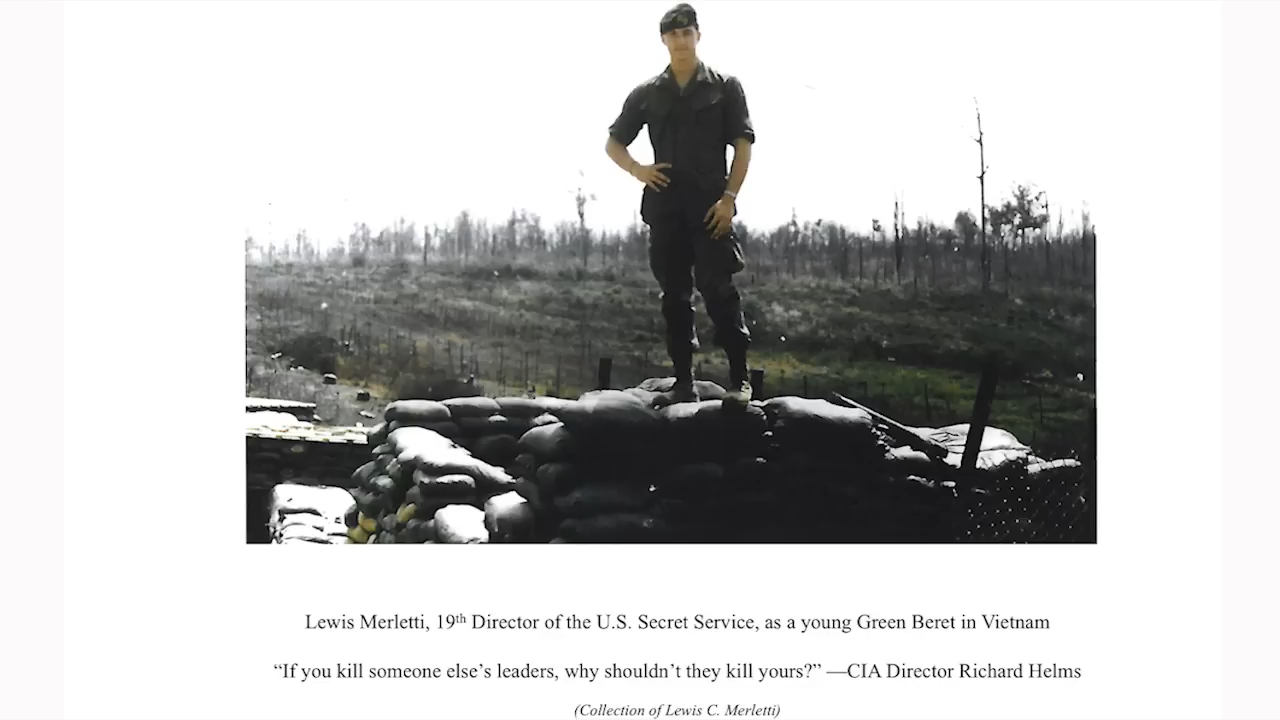 Lewis Merletti, 19th Director of the U.S. Secret Service, as a young Green Beret in Vietnam
“If you kill someone else’s leaders, why shouldn’t they kill yours?” —CIA Director Richard Helms
(Collection of Lewis C. Merletti)